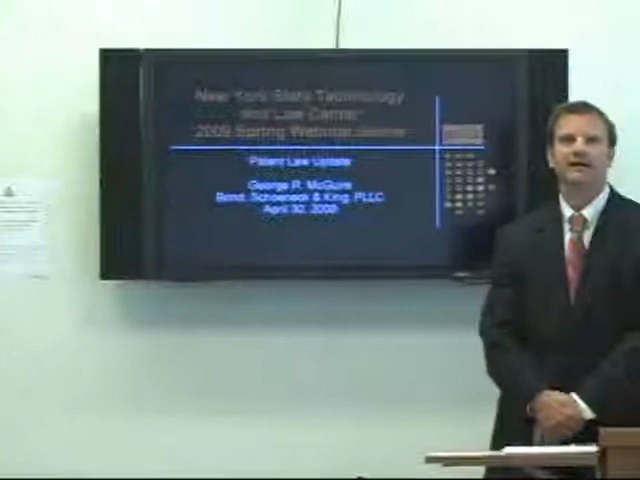 New York State Technology
and Law Center
2009 Spring Webinar Series
Patent Law Update
George R. McGuire
Bond, Schoeneck & King, PLLC
April 30, 2009